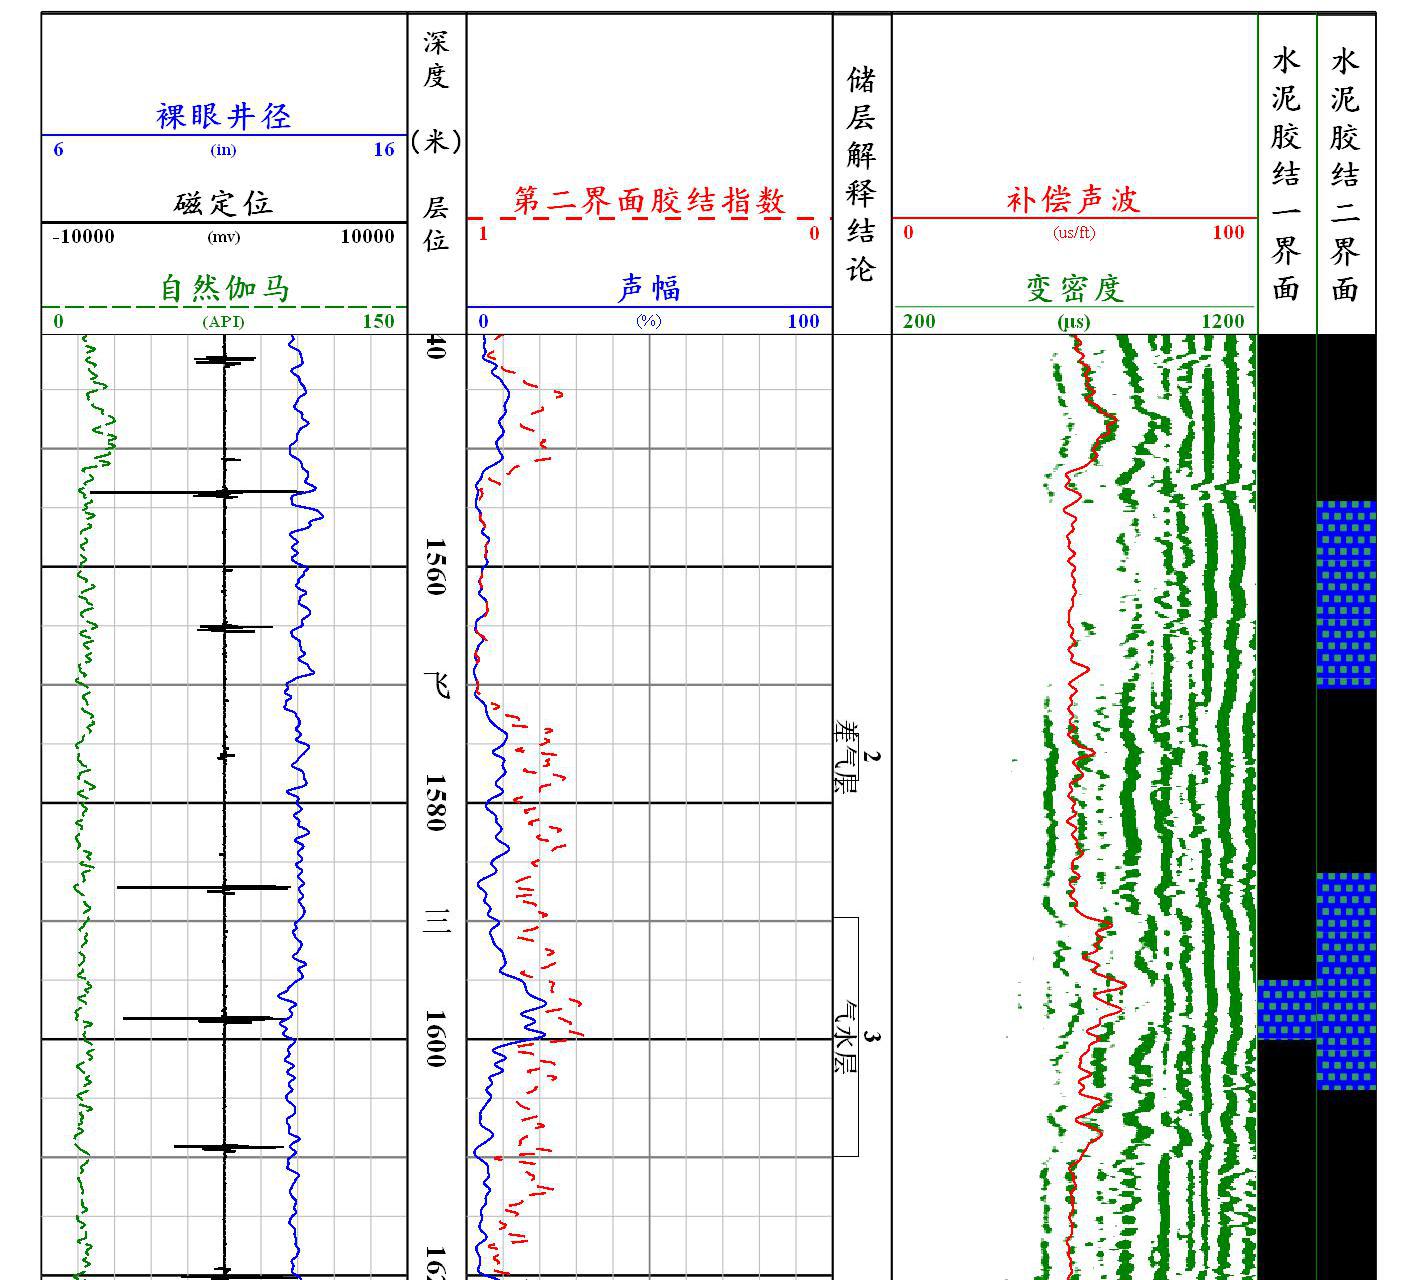 裸眼井径
6 (in) 16
磁定位
-10000 (mv) 10000
自然伽马
0 (API) 150
深度(米)层位
第二界面胶结指数
1 0
声幅
0 (%) 100
储层解释结论
补偿声波
0 (us/ft) 100
变密度
200 (μs) 1200
水泥胶结一界面
水泥胶结二界面
40
1560
飞
1580
三
1600
162
2
差气层
3
气水层